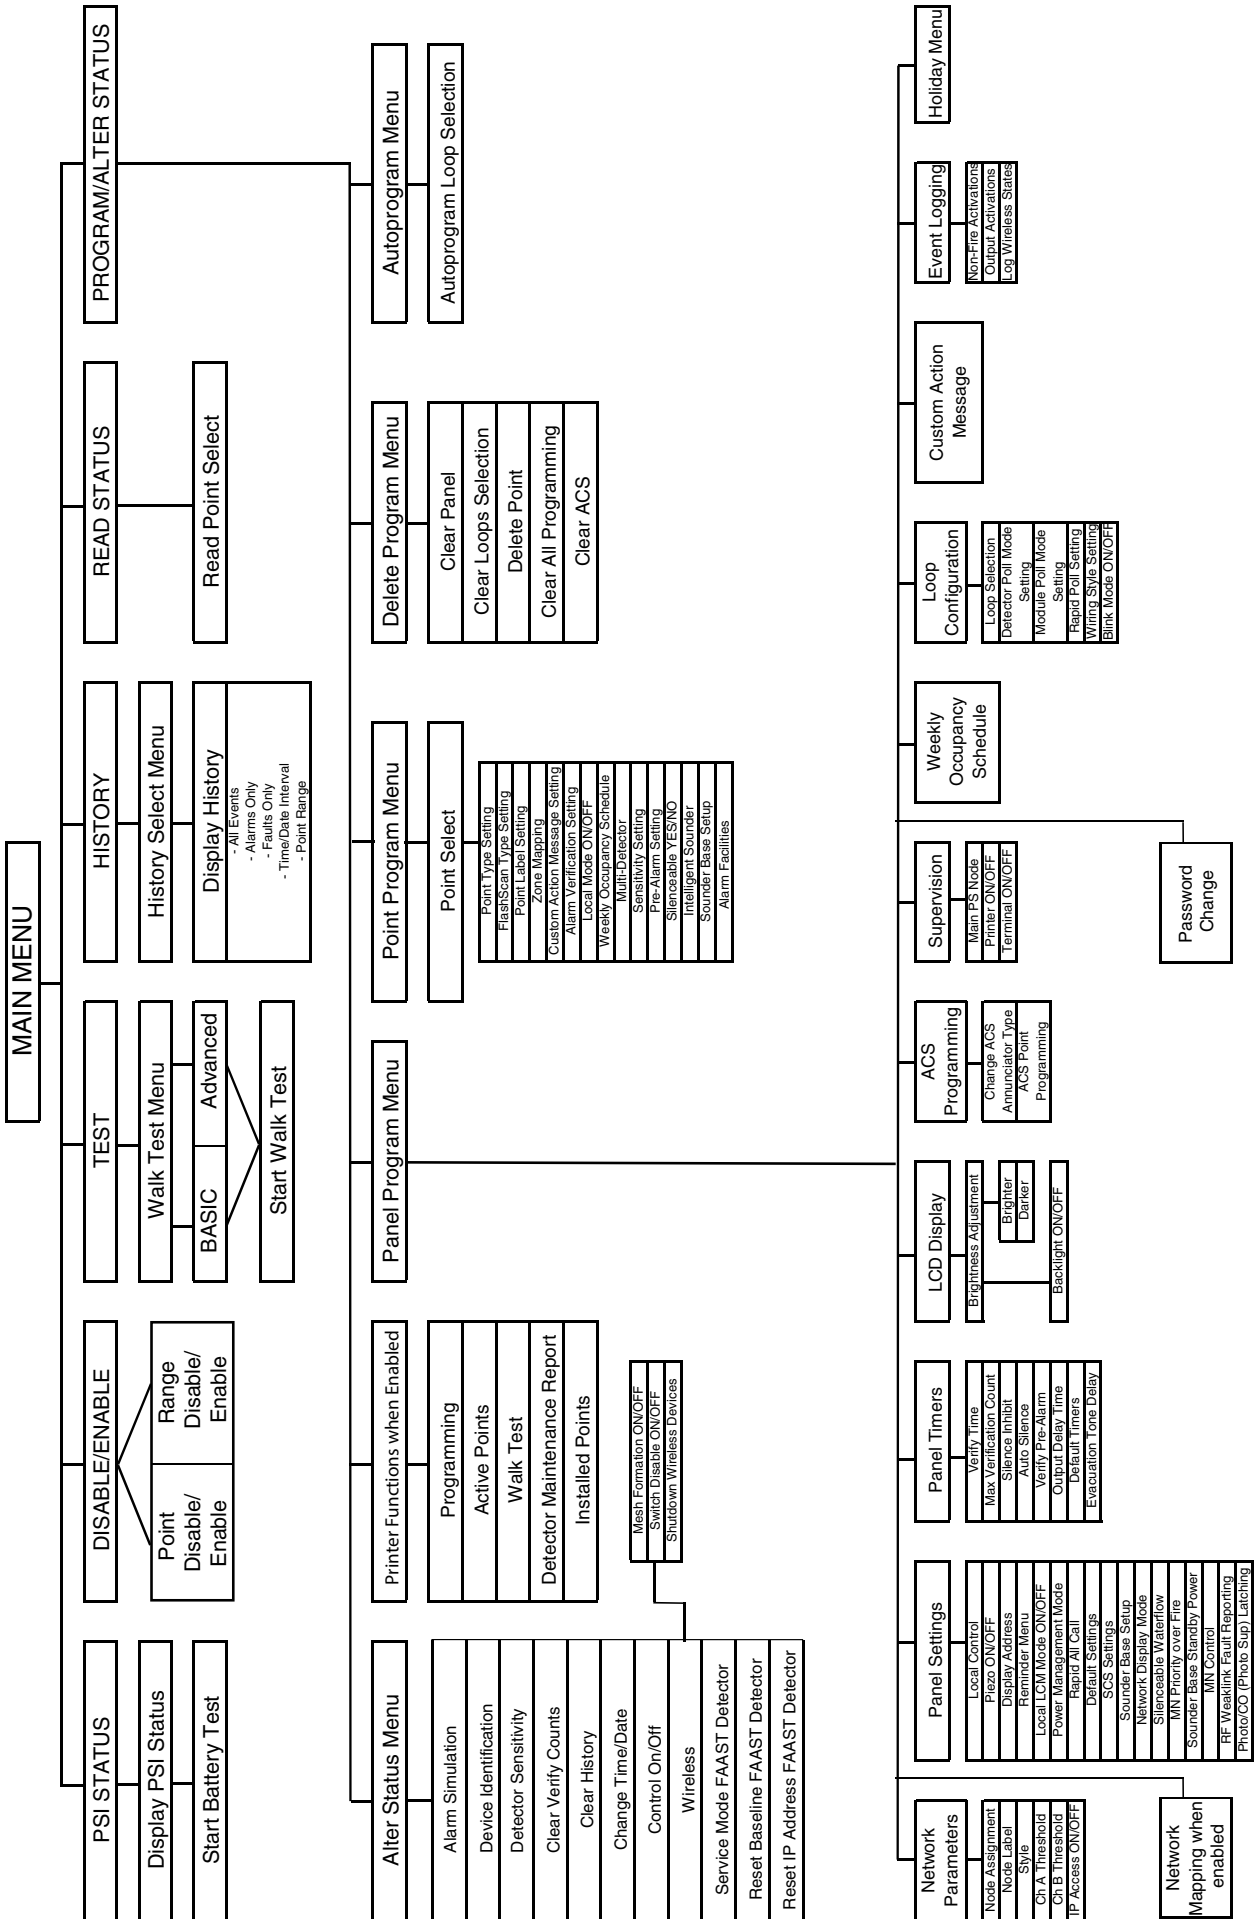 MAIN MENU
PSI STATUS
Display PSI Status
Start Battery Test
DISABLE/ENABLE
Point
Disable/
Enable
Range
Disable/
Enable
TEST
Walk Test Menu
BASIC
Advanced
Start Walk Test
HISTORY
History Select Menu
Display History
- All Events
- Alarms Only
- Faults Only
- Time/Date Interval
- Point Range
READ STATUS
Read Point Select
PROGRAM/ALTER STATUS
Alter Status Menu
Alarm Simulation
Device Identification
Detector Sensitivity
Clear Verify Counts
Clear History
Change Time/Date
Control On/Off
Wireless
Service Mode FAAST Detector
Reset Baseline FAAST Detector
Reset IP Address FAAST Detector
Mesh Formation ON/OFF
Switch Disable ON/OFF
Shutdown Wireless Devices
Printer Functions when Enabled
Programming
Active Points
Walk Test
Detector Maintenance Report
Installed Points
Panel Program Menu
Point Program Menu
Point Select
Point Type Setting
FlashScan Type Setting
Point Label Setting
Zone Mapping
Custom Action Message Setting
Alarm Verification Setting
Local Mode ON/OFF
Weekly Occupancy Schedule
Multi-Detector
Sensitivity Setting
Pre-Alarm Setting
Silenceable YES/NO
Intelligent Sounder
Sounder Base Setup
Alarm Facilities
Delete Program Menu
Clear Panel
Clear Loops Selection
Delete Point
Clear All Programming
Clear ACS
Autoprogram Menu
Autoprogram Loop Selection
Network
Parameters
Node Assignment
Node Label
Style
Ch A Threshold
Ch B Threshold
IP Access ON/OFF
Network
Mapping when
enabled
Panel Settings
Local Control
Piezo ON/OFF
Display Address
Reminder Menu
Local LCM Mode ON/OFF
Power Management Mode
Rapid All Call
Default Settings
SCS Settings
Sounder Base Setup
Network Display Mode
Silenceable Waterflow
MN Priority over Fire
Sounder Base Standby Power
MN Control
RF Weaklink Fault Reporting
Photo/CO (Photo Sup) Latching
Panel Timers
Verify Time
Max Verification Count
Silence Inhibit
Auto Silence
Verify Pre-Alarm
Output Delay Time
Default Timers
Evacuation Tone Delay
LCD Display
Brightness Adjustment
Brighter
Darker
Backlight ON/OFF
ACS
Programming
Change ACS
Annunciator Type
ACS Point
Programming
Supervision
Main PS Node
Printer ON/OFF
Terminal ON/OFF
Password
Change
Weekly
Occupancy
Schedule
Loop
Configuration
Loop Selection
Detector Poll Mode
Setting
Module Poll Mode
Setting
Rapid Poll Setting
Wiring Style Setting
Blink Mode ON/OFF
Custom Action
Message
Event Logging
Non-Fire Activations
Output Activations
Log Wireless States
Holiday Menu